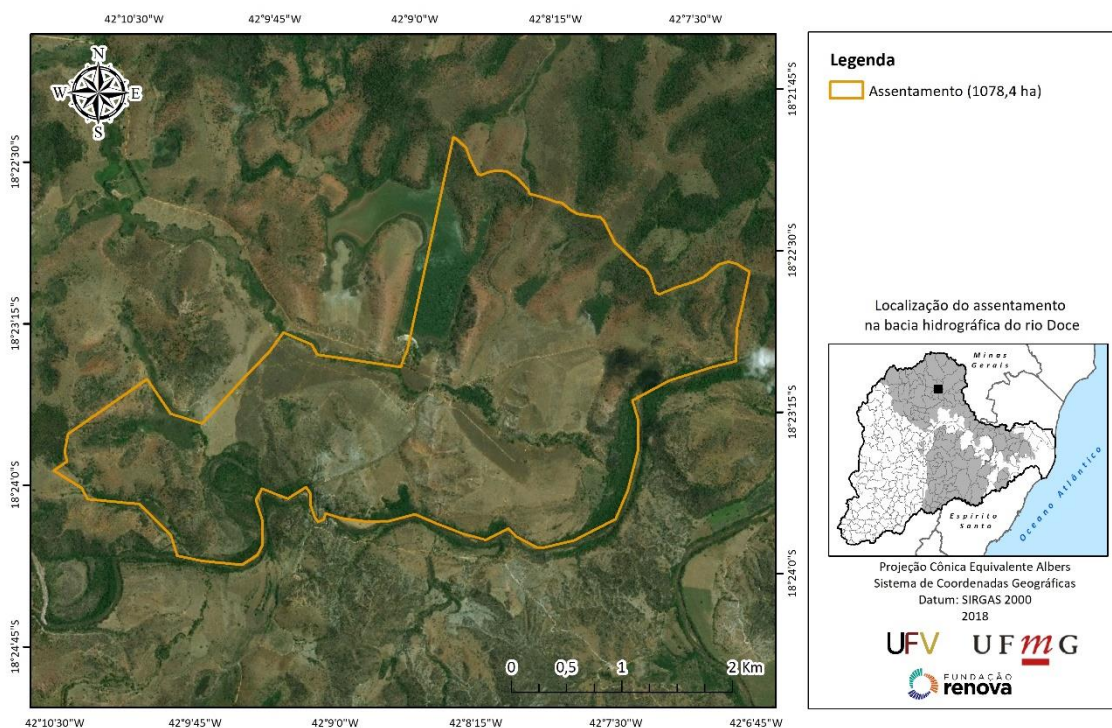 42°10'30"W 42°9'45"W 42°9'0"W 42°8'15"W 42°7'30"W
N
W E
S
18°22'30"S
18°23'15"S
18°24'0"S
18°24'45"S
18°21'45"S
18°22'30"S
18°23'15"S
18°24'0"S
0 0,5 1 2 Km
42°10'30"W 42°9'45"W 42°9'0"W 42°8'15"W 42°7'30"W 42°6'45"W
Legenda
Assentamento (1078,4 ha)
Localização do assentamento
na bacia hidrográfica do rio Doce
Minas
Gerais
Espírito
Santo
Oceano Atlântico
Projeção Cônica Equivalente Albers
Sistema de Coordenadas Geográficas
Datum: SIRGAS 2000
2018
UFV UFmG
FUNDAÇÃO
renova